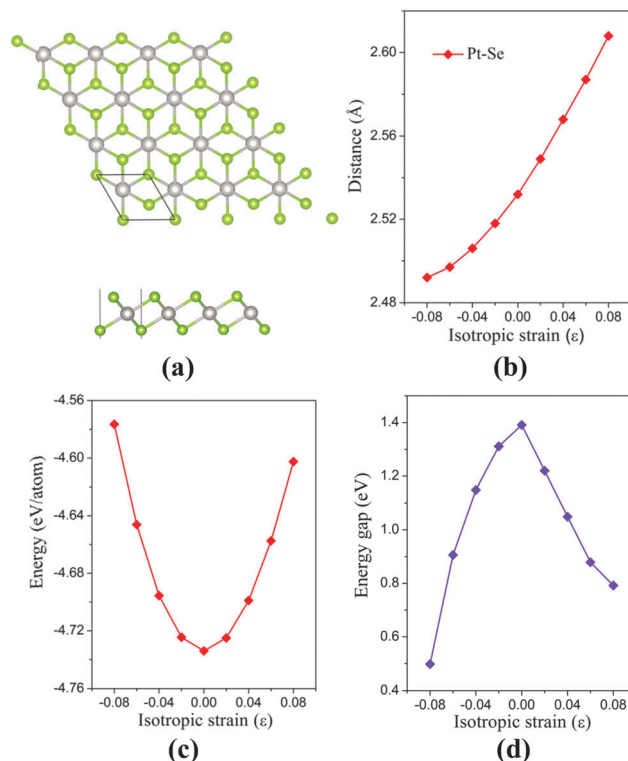 (a)
2.60
2.56
2.52
2.48
Distance (Å)
Pt-Se
-0.08 -0.04 0.00 0.04 0.08
Isotropic strain (ε)
(b)
-4.56
-4.60
-4.64
-4.68
-4.72
-4.76
Energy (eV/atom)
-0.08 -0.04 0.00 0.04 0.08
Isotropic strain (ε)
(c)
1.4
1.2
1.0
0.8
0.6
0.4
Energy gap (eV)
-0.08 -0.04 0.00 0.04 0.08
Isotropic strain (ε)
(d)